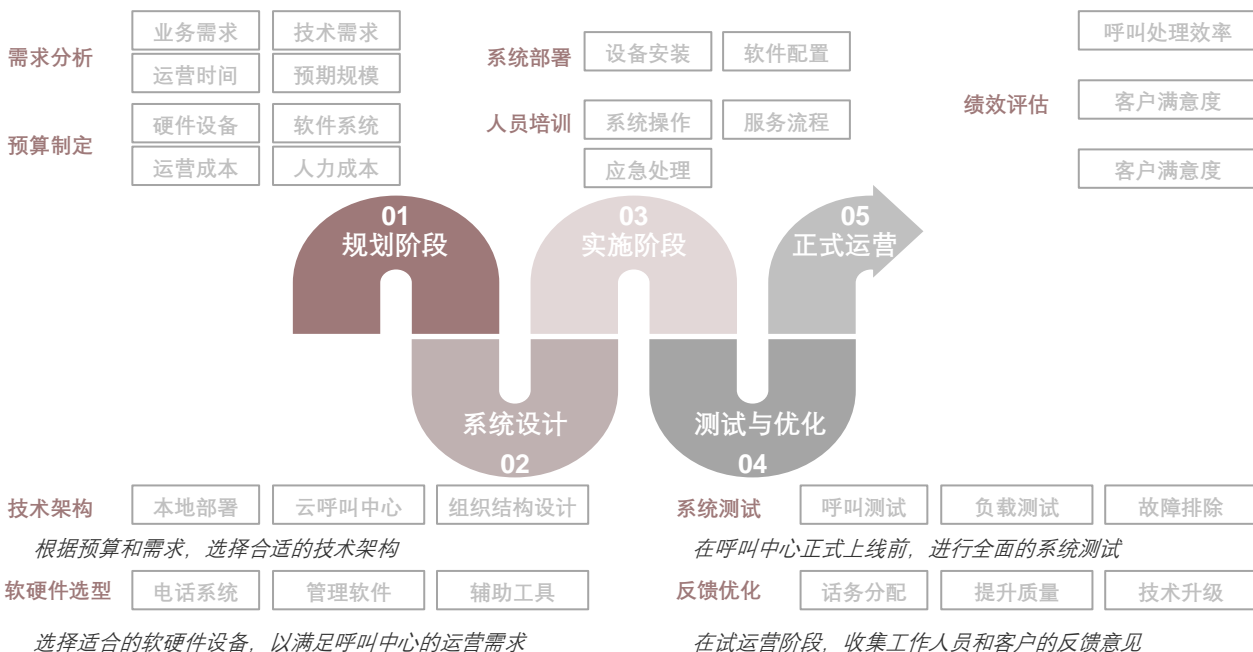 需求分析
业务需求
技术需求
运营时间
预期规模
预算制定
硬件设备
软件系统
运营成本
人力成本
系统部署
设备安装
软件配置
人员培训
系统操作
服务流程
应急处理
绩效评估
呼叫处理效率
客户满意度
客户满意度
01
规划阶段
03
实施阶段
05
正式运营
系统设计
02
测试与优化
04
技术架构
本地部署
云呼叫中心
组织结构设计
根据预算和需求，选择合适的技术架构
软硬件选型
电话系统
管理软件
辅助工具
选择适合的软硬件设备，以满足呼叫中心的运营需求
系统测试
呼叫测试
负载测试
故障排除
在呼叫中心正式上线前，进行全面的系统测试
反馈优化
话务分配
提升质量
技术升级
在试运营阶段，收集工作人员和客户的反馈意见